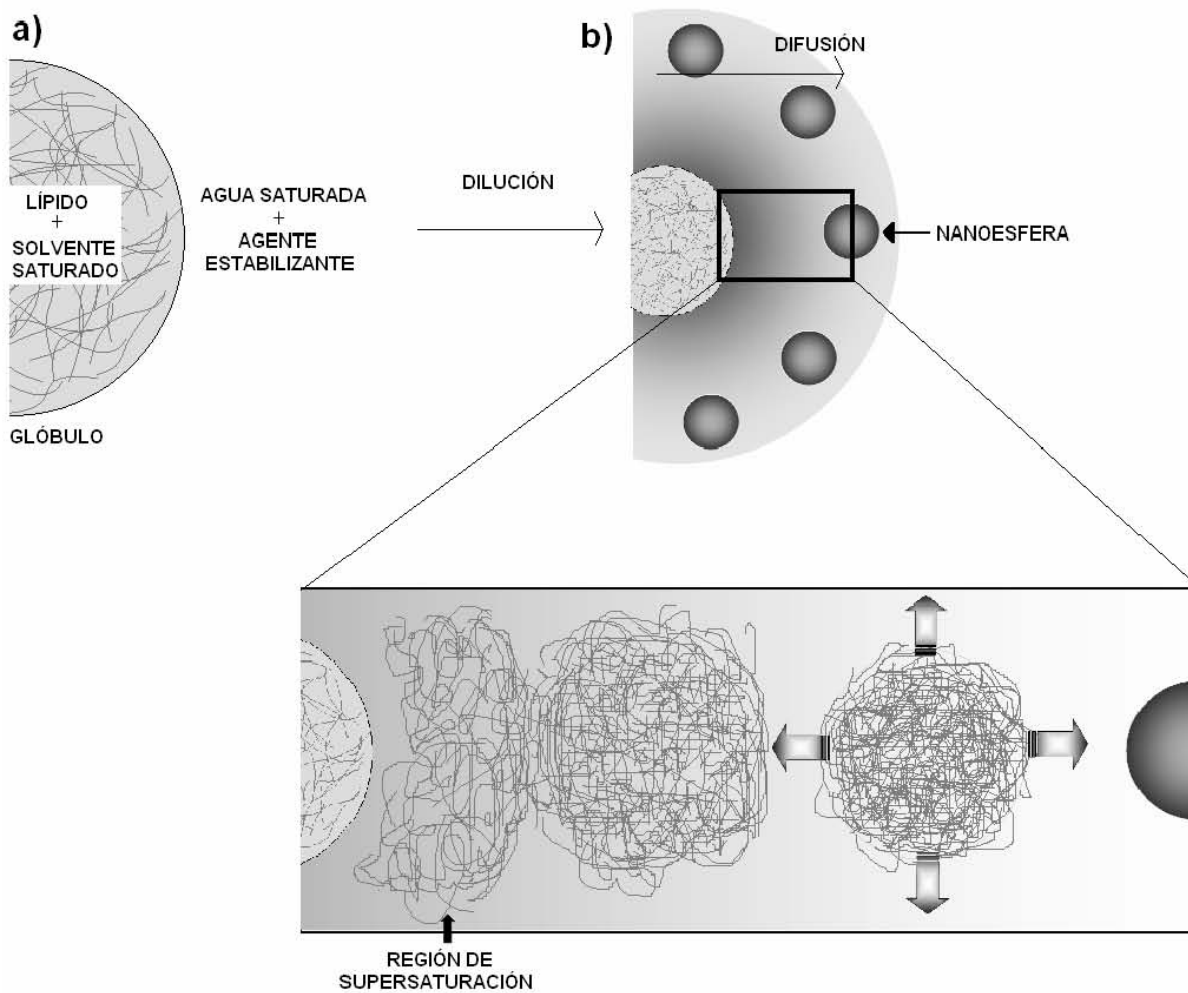 a)
LÍPIDO
+
SOLVENTE
SATURADO
GLÓBULO
AGUA SATURADA
+
AGENTE
ESTABILIZANTE
DILUCIÓN
b)
DIFUSIÓN
NANOESFERA
REGIÓN DE
SUPERSATURACIÓN